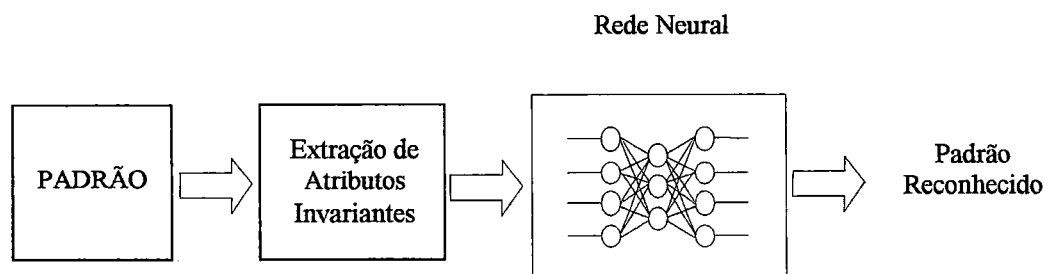 Rede Neural
PADRÃO
Extração de
Atributos
Invariantes
Padrão
Reconhecido